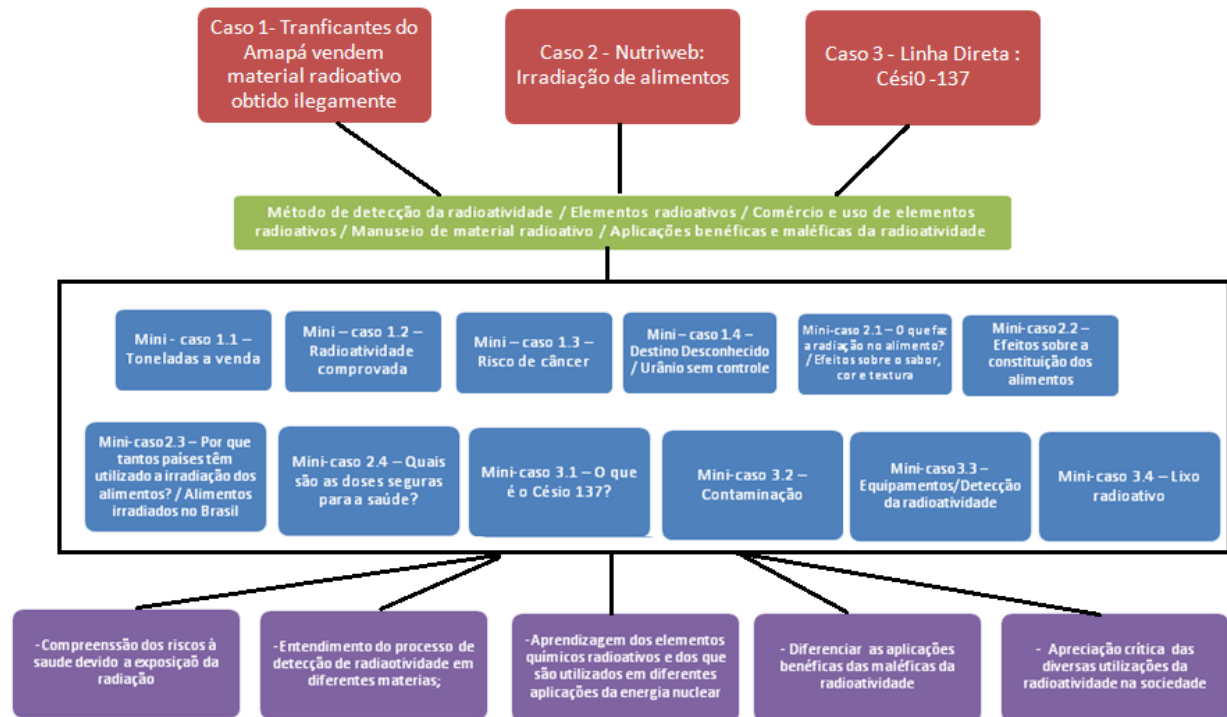 Caso 1- Tranficantes do
Amapá vendem
material radioativo
obtido ilegamente
Caso 2 - Nutriweb:
Irradiação de alimentos
Caso 3 - Linha Direta :
Cési0 -137
Método de detecção da radioatividade / Elementos radioativos / Comércio e uso de elementos
radioativos / Manuseio de material radioativo / Aplicações benéficas e maléficas da radioatividade
Mini - caso 1.1 –
Toneladas a venda
Mini – caso 1.2 –
Radioatividade
comprovada
Mini – caso 1.3 –
Risco de câncer
Mini – caso 1.4 –
Destino Desconhecido
/ Urânio sem controle
Mini-caso 2.1 – O que faz
a radiação no alimento?
/ Efeitos sobre o sabor,
cor e textura
Mini-caso 2.2 –
Efeitos sobre a
constituição dos
alimentos
Mini-caso 2.3 – Por que
tantos países têm
utilizado a irradiação dos
alimentos? / Alimentos
irradiados no Brasil
Mini-caso 2.4 – Quais
são as doses seguras
para a saúde?
Mini-caso 3.1 – O que
é o Césio 137?
Mini-caso 3.2 –
Contaminação
Mini-caso 3.3 –
Equipamentos/Detecção
da radioatividade
Mini-caso 3.4 – Lixo
radioativo
-Compreenssão dos riscos à
saude devido a exposiçaõ da
radiação
-Entendimento do processo de
detecção de radiaotividade em
diferentes materias;
-Aprendizagem dos elementos
químicos radioativos e dos que
são utilizados em diferentes
aplicações da energia nuclear
- Diferenciar as aplicações
benéficas das maléficas da
radioatividade
- Apreciação crítica das
diversas utilizações da
radioatividade na sociedade